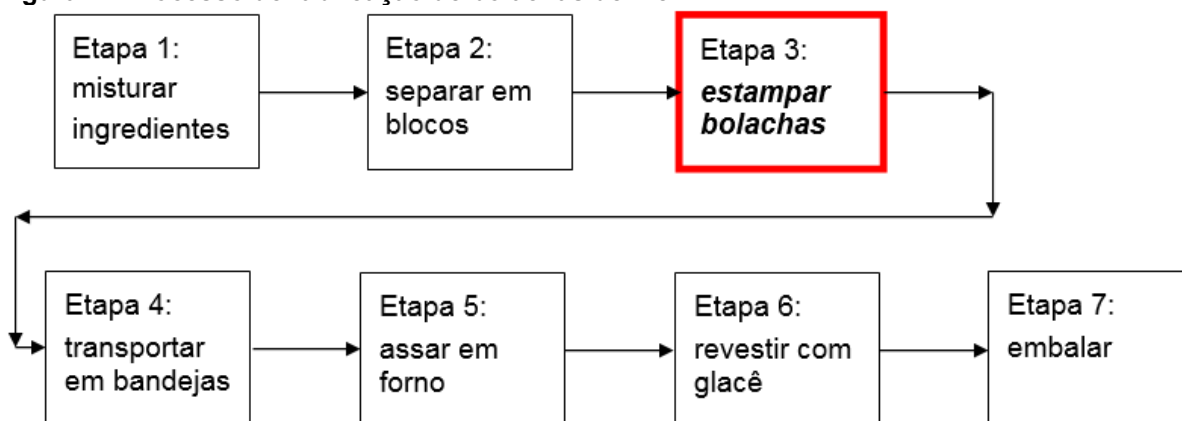 Etapa 1:
misturar
ingredientes
Etapa 2:
separar em
blocos
Etapa 3:
estampar
bolachas
Etapa 4:
transportar
em bandejas
Etapa 5:
assar em
forno
Etapa 6:
revestir com
glacê
Etapa 7:
embalar